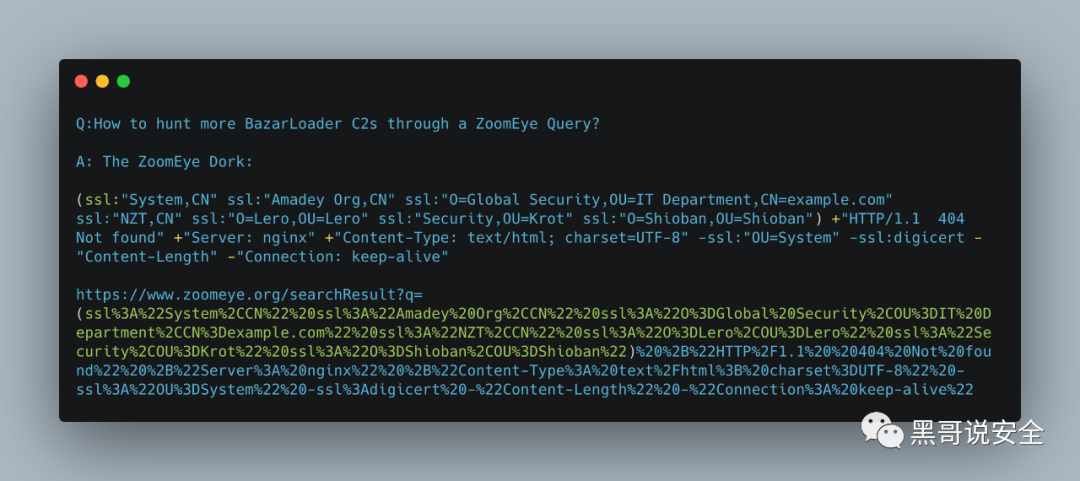 Q:How to hunt more BazarLoader C2s through a ZoomEye Query?
A: The ZoomEye Dork:
(ssl:"System,CN" ssl:"Amadey Org,CN" ssl:"O=Global Security,OU=IT Department,CN=example.com"
ssl:"NZT,CN" ssl:"O=Lero,OU=Lero" ssl:"Security,OU=Krot" ssl:"O=Shioban,OU=Shioban") +"HTTP/1.1  404
Not found" +"Server: nginx" +"Content-Type: text/html; charset=UTF-8" -ssl:"OU=System" -ssl:digicert -
"Content-Length" -"Connection: keep-alive"
https://www.zoomeye.org/searchResult?q=
(ssl%3A%22System%2CCN%22%20ssl%3A%22Amadey%20Org%2CCN%22%20ssl%3A%22O%3DGlobal%20Security%2COU%3DIT%20D
epartment%2CCN%3Dexample.com%22%20ssl%3A%22NZT%2CCN%22%20ssl%3A%22O%3DLero%2COU%3DLero%22%20ssl%3A%22Se
curity%2COU%3DKrot%22%20ssl%3A%22O%3DShioban%2COU%3DShioban%22)%20%2B%22HTTP%2F1.1%20%20404%20Not%20fou
nd%22%20%2B%22Server%3A%20nginx%22%20%2B%22Content-Type%3A%20text%2Fhtml%3B%20charset%3DUTF-8%22%20-
ssl%3A%22OU%3DSystem%22%20-ssl%3Adigicert%20-%22Content-Length%22%20-%22Connection%3A%20keep-alive%22
黑哥说安全